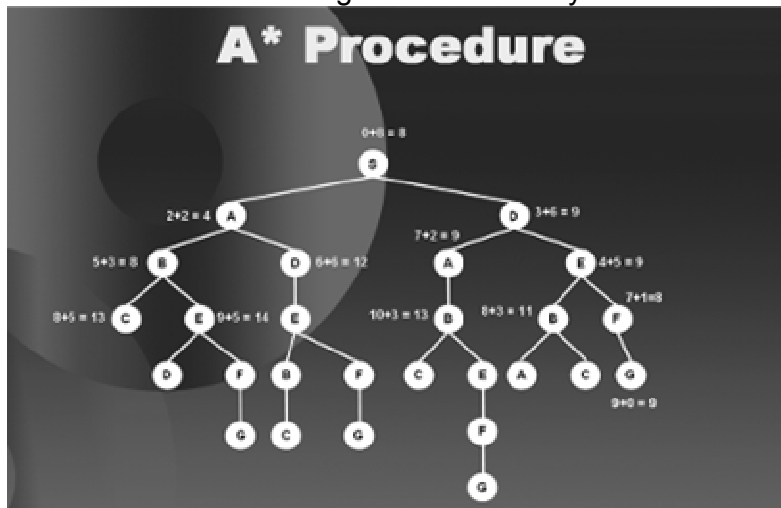 A* Procedure
0+8 = 8
S
2+2 = 4 A D 3+6 = 9
7+2 = 9
5+3 = 8 B D 6+6 = 12 A E 4+5 = 9
7+1=8
8+5 = 13 C E 9+5 = 14 E 10+3 = 13 B 8+3 = 11 B F
D F B F C E A C G
9+0 = 9
G C G F
G